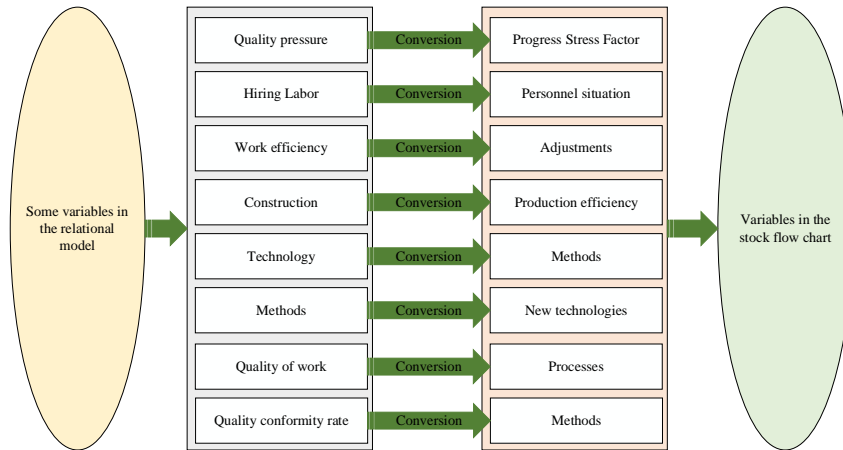 Some variables in
the relational
model
Quality pressure
Conversion
Progress Stress Factor
Hiring Labor
Conversion
Personnel situation
Work efficiency
Conversion
Adjustments
Construction
Conversion
Production efficiency
Technology
Conversion
Methods
Methods
Conversion
New technologies
Quality of work
Conversion
Processes
Quality conformity rate
Conversion
Methods
Variables in the
stock flow chart